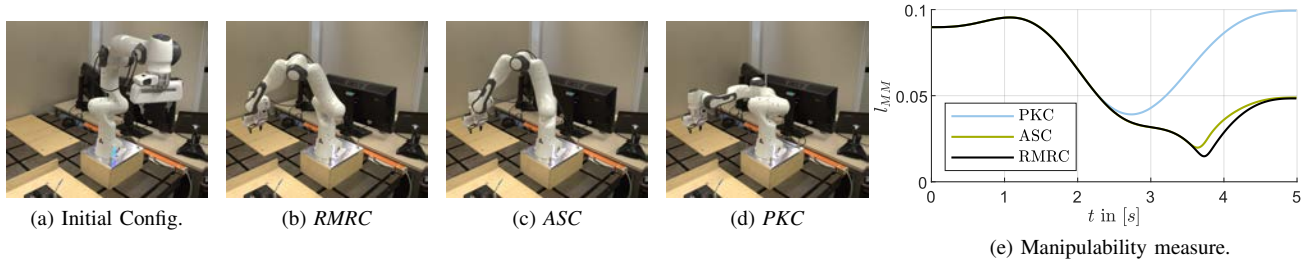 (a) Initial Config.
(b) RMRC
(c) ASC
(d) PKC
0.1
0.05
0
l_{MM}
PKC
ASC
RMRC
0 1 2 3 4 5
t in [s]
(e) Manipulability measure.